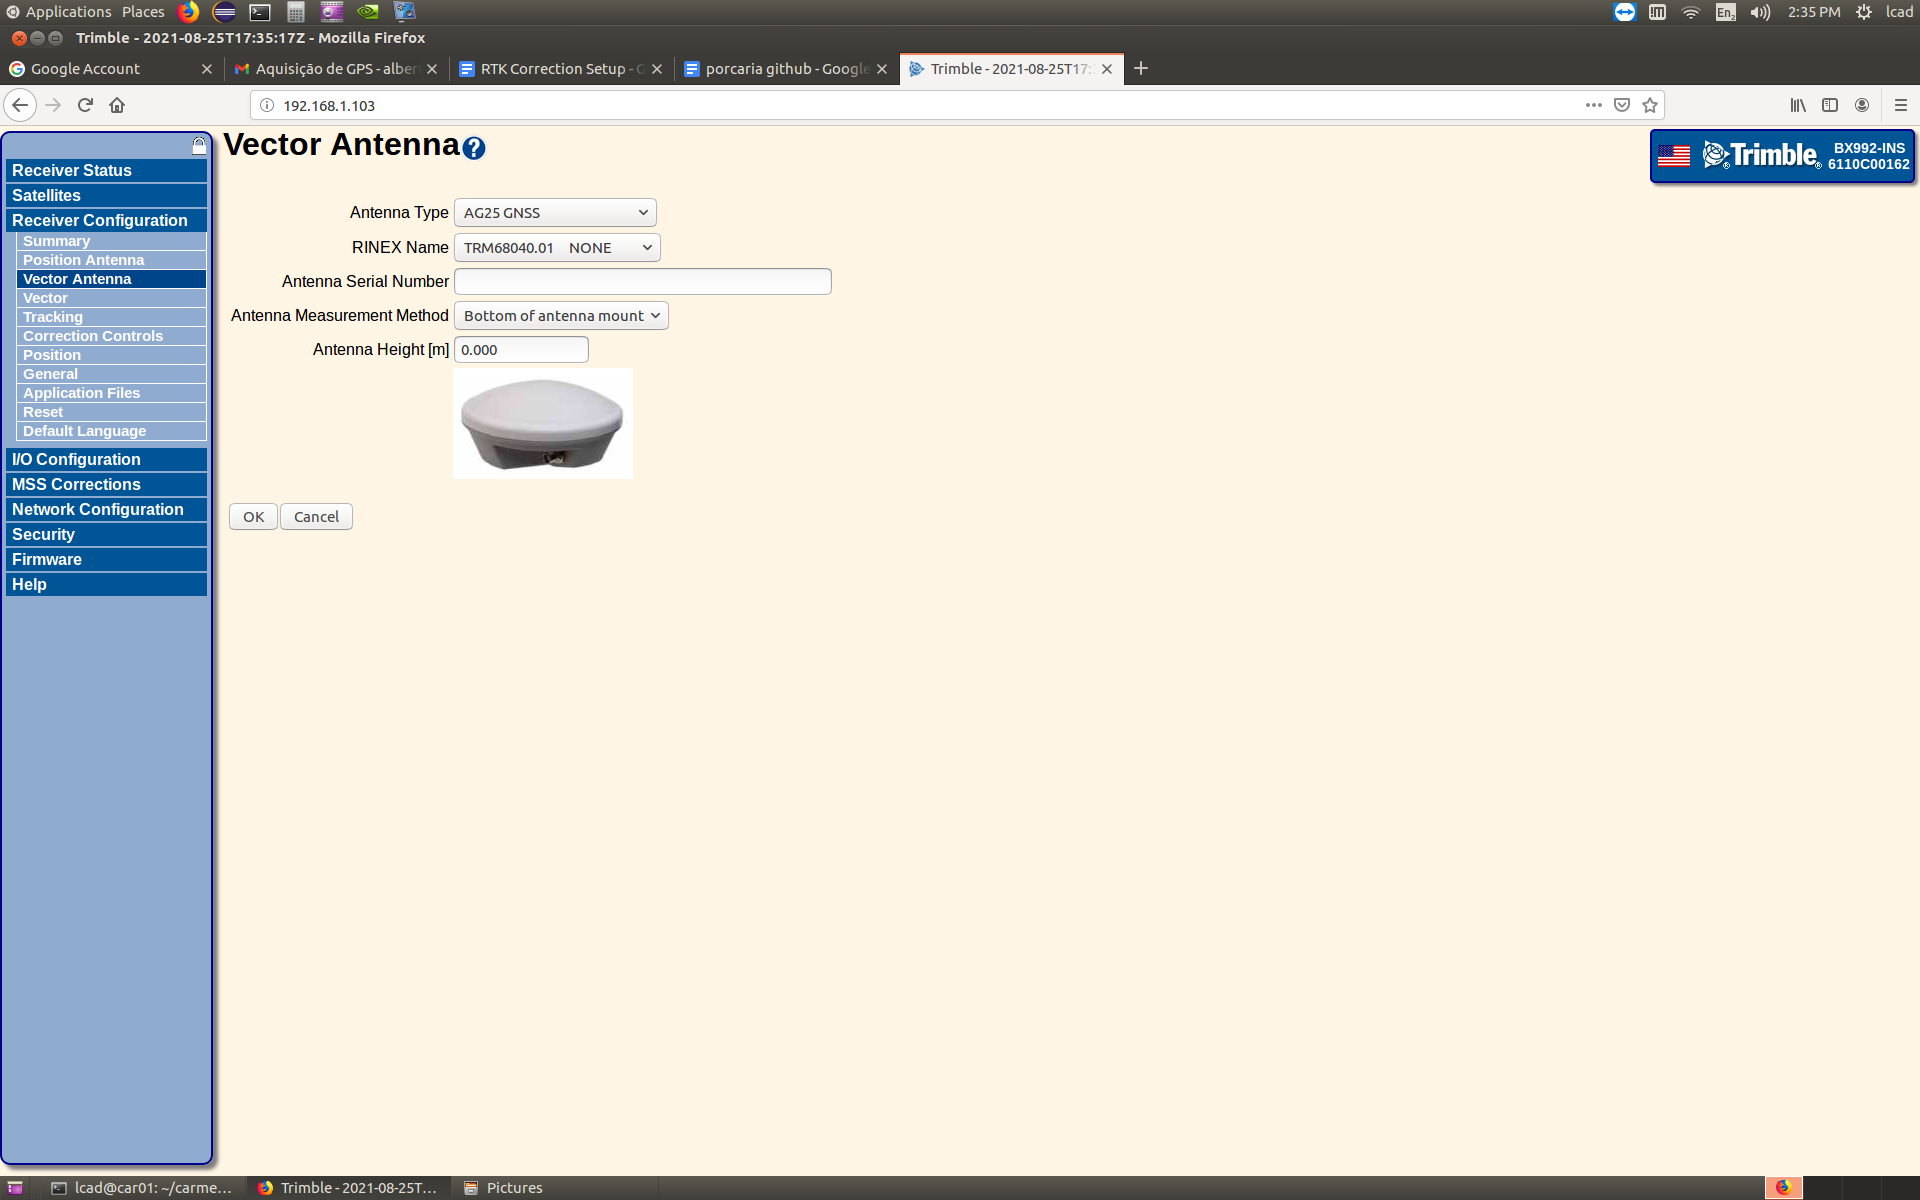 Applications Places En2 2:35 PM lcad
Trimble - 2021-08-25T17:35:17Z - Mozilla Firefox
Google Account
Aquisição de GPS - alber
RTK Correction Setup - G
porcaria github - Google
Trimble - 2021-08-25T17:
192.168.1.103
Receiver Status
Satellites
Receiver Configuration
Summary
Position Antenna
Vector Antenna
Vector
Tracking
Correction Controls
Position
General
Application Files
Reset
Default Language
I/O Configuration
MSS Corrections
Network Configuration
Security
Firmware
Help
Vector Antenna
Antenna Type AG25 GNSS
RINEX Name TRM68040.01 NONE
Antenna Serial Number
Antenna Measurement Method Bottom of antenna mount
Antenna Height [m] 0.000
OK Cancel
Trimble
BX992-INS
6110C00162
lcad@car01: ~/carme...
Trimble - 2021-08-25T...
Pictures